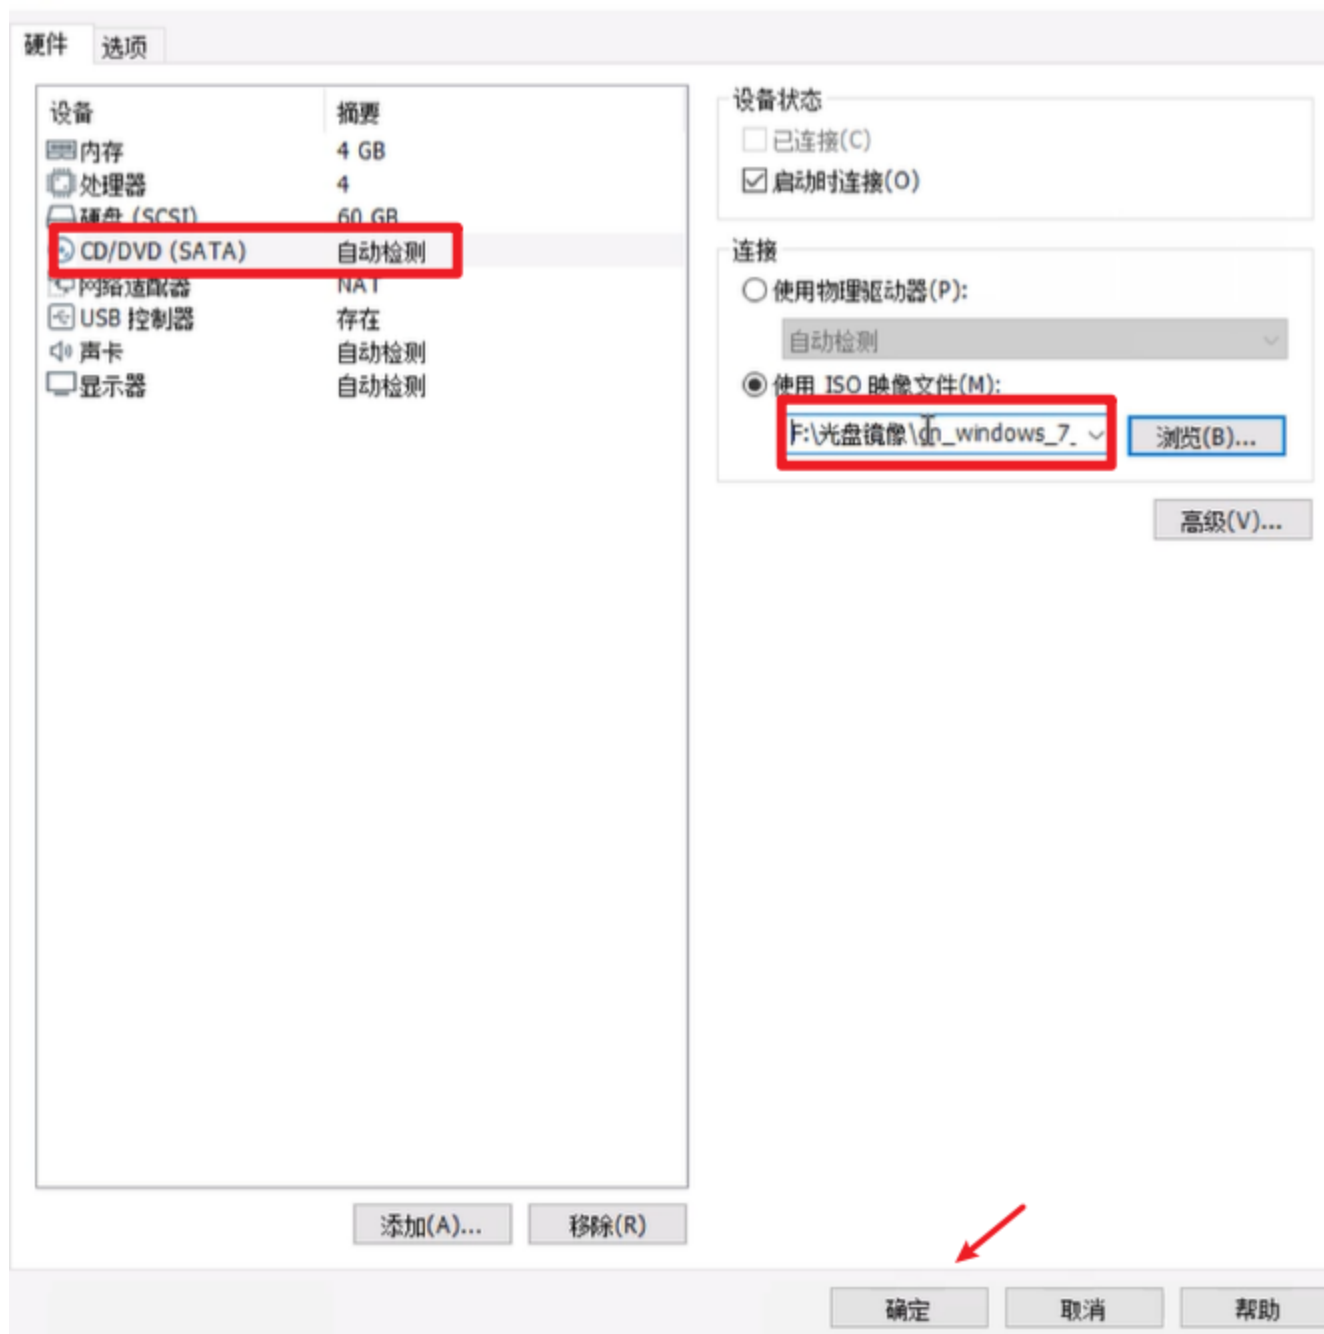 硬件 选项
设备 摘要
内存 4 GB
处理器 4
硬盘 (SCSI) 60 GB
CD/DVD (SATA) 自动检测
网络适配器 NAT
USB 控制器 存在
声卡 自动检测
显示器 自动检测
添加(A)... 移除(R)
设备状态
已连接(C)
启动时连接(O)
连接
使用物理驱动器(P):
自动检测
使用 ISO 映像文件(M):
F:\光盘镜像\cn_windows_7_ 浏览(B)...
高级(V)...
确定 取消 帮助